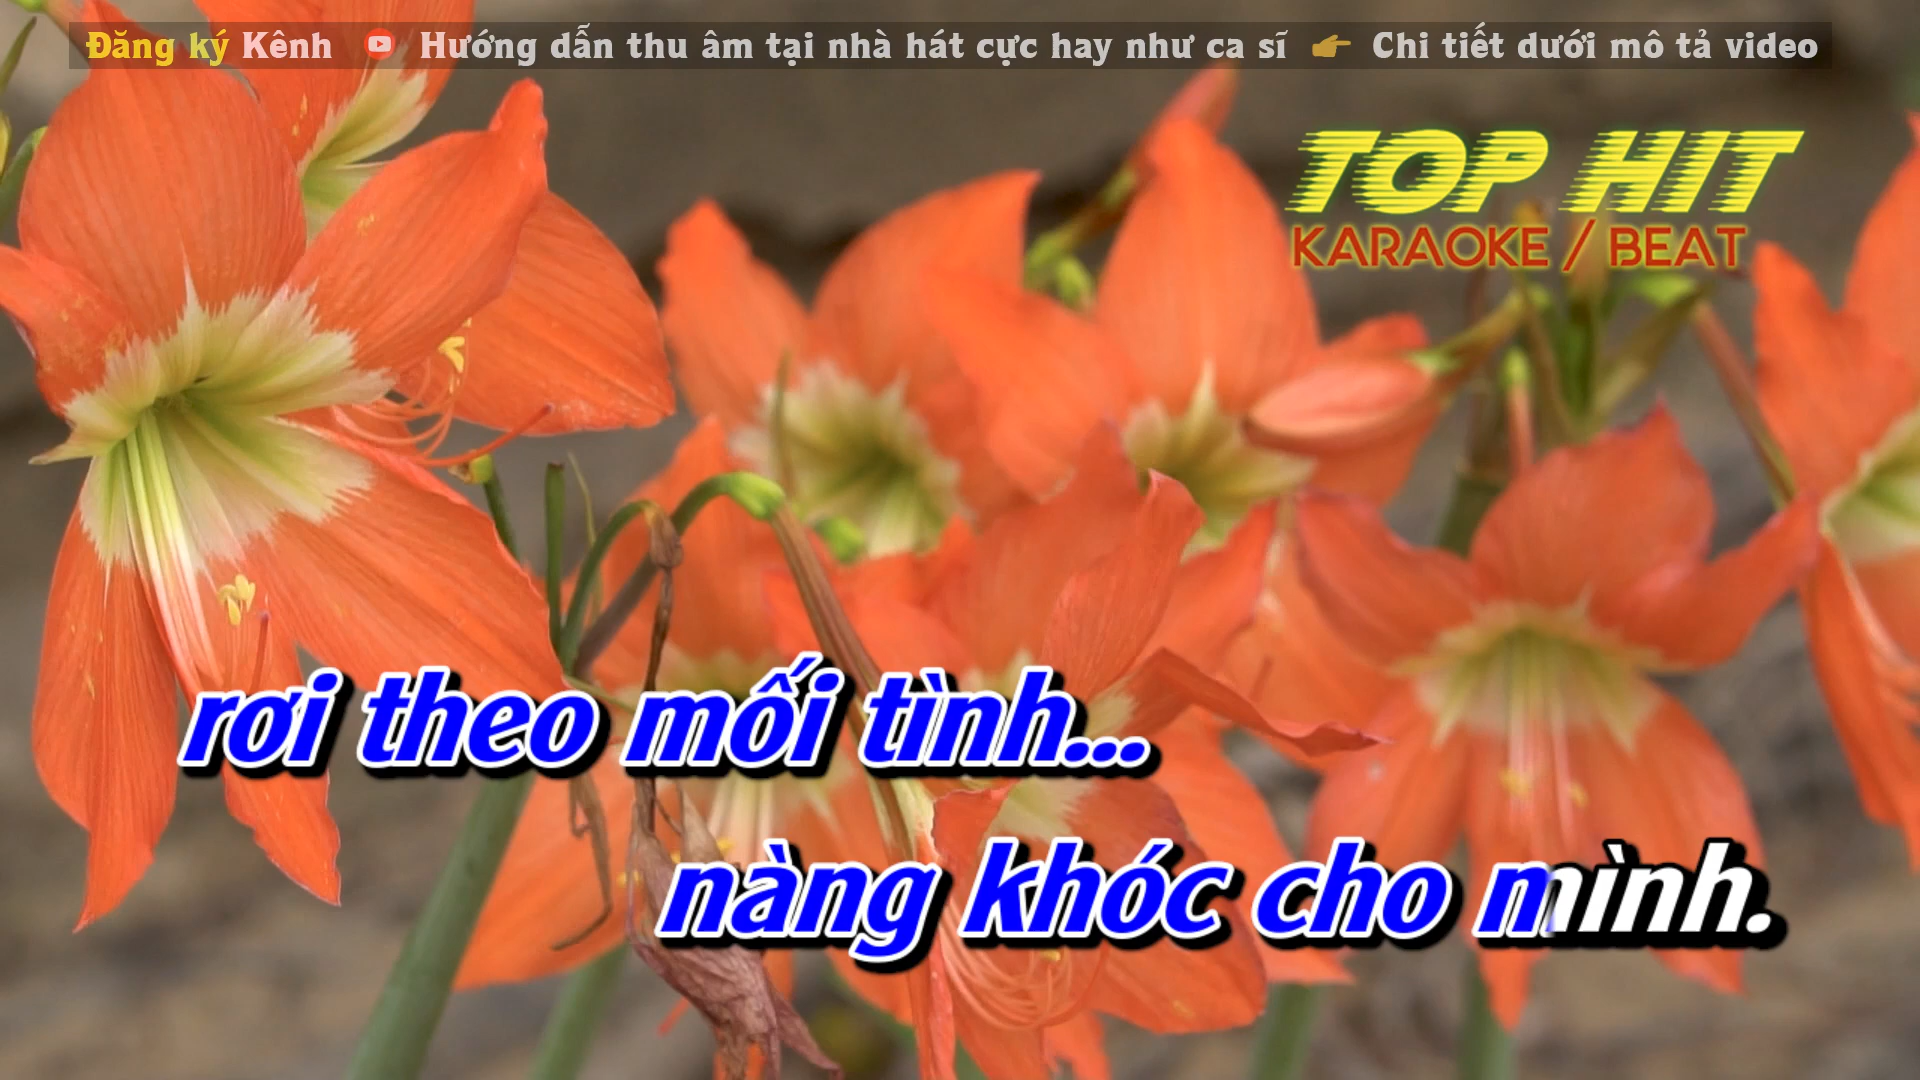 Đăng ký Kênh Hướng dẫn thu âm tại nhà hát cực hay như ca sĩ 👉 Chi tiết dưới mô tả video
TOP HIT
KARAOKE / BEAT
rơi theo mối tình...
nàng khóc cho mình.